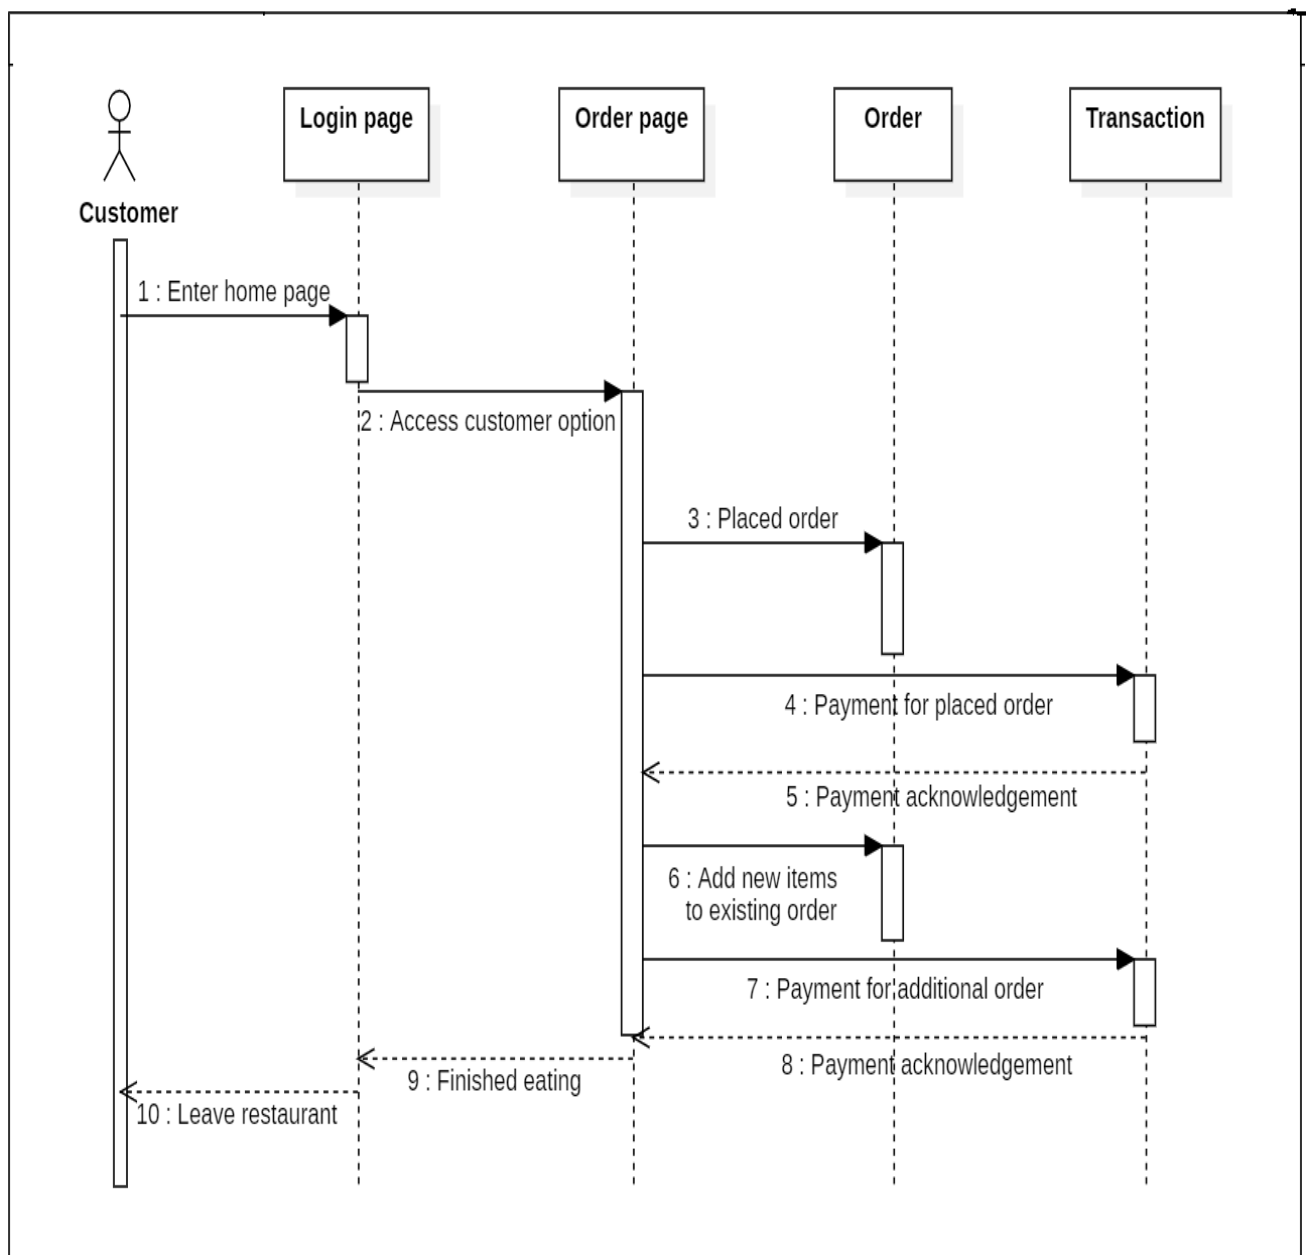 Login page
Order page
Order
Transaction
Customer
1 : Enter home page
2 : Access customer option
3 : Placed order
4 : Payment for placed order
5 : Payment acknowledgement
6 : Add new items
to existing order
7 : Payment for additional order
8 : Payment acknowledgement
9 : Finished eating
10 : Leave restaurant